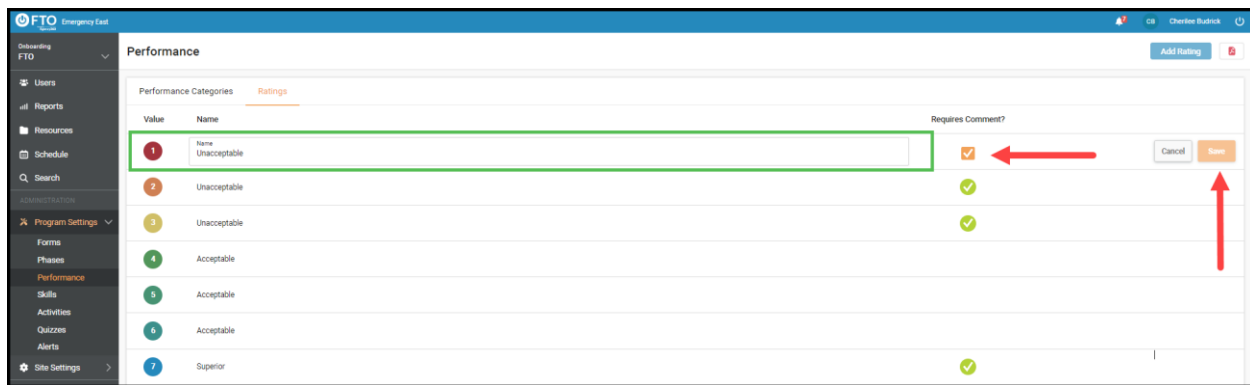 FTO Emergency East
2 CB Cherilee Budrick
Onboarding
FTO
Performance
Add Rating
Users
Reports
Resources
Schedule
Search
ADMINISTRATION
Program Settings
Forms
Phases
Performance
Skills
Activities
Quizzes
Alerts
Site Settings
Performance Categories Ratings
Value Name Requires Comment?
1 Name
Unacceptable
Cancel Save
2 Unacceptable
3 Unacceptable
4 Acceptable
5 Acceptable
6 Acceptable
7 Superior